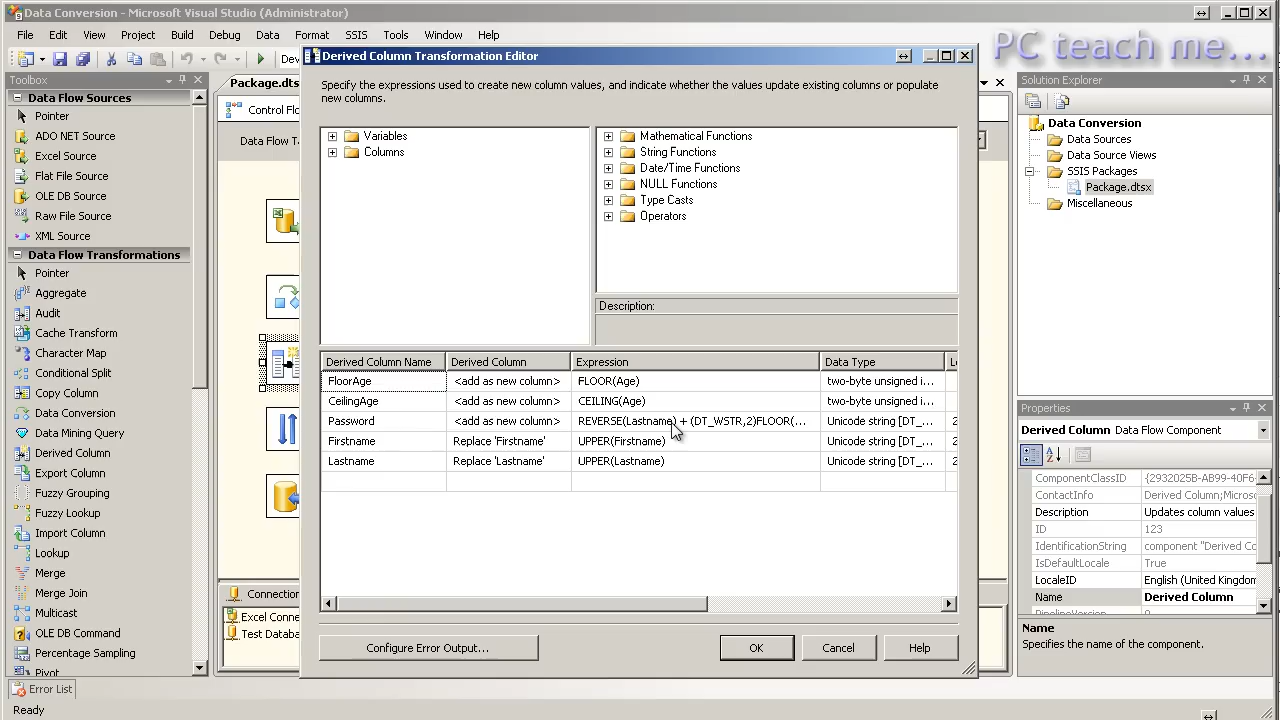 Data Conversion - Microsoft Visual Studio (Administrator)
File Edit View Project Build Debug Data Format SSIS Tools Window Help
PC teach me...
Toolbox
Data Flow Sources
Pointer
ADO NET Source
Excel Source
Flat File Source
OLE DB Source
Raw File Source
XML Source
Data Flow Transformations
Pointer
Aggregate
Audit
Cache Transform
Character Map
Conditional Split
Copy Column
Data Conversion
Data Mining Query
Derived Column
Export Column
Fuzzy Grouping
Fuzzy Lookup
Import Column
Lookup
Merge
Merge Join
Multicast
OLE DB Command
Percentage Sampling
Pivot
Error List
Ready
Package.dts
Control Flo
Data Flow T
Connection
Excel Conne
Test Databa
Derived Column Transformation Editor
Specify the expressions used to create new column values, and indicate whether the values update existing columns or populate
new columns.
Variables
Columns
Mathematical Functions
String Functions
Date/Time Functions
NULL Functions
Type Casts
Operators
Description:
Derived Column Name Derived Column Expression Data Type
FloorAge <add as new column> FLOOR(Age) two-byte unsigned i...
CeilingAge <add as new column> CEILING(Age) two-byte unsigned i...
Password <add as new column> REVERSE(Lastname) + (DT_WSTR,2)FLOOR(... Unicode string [DT_... 2
Firstname Replace 'Firstname' UPPER(Firstname) Unicode string [DT_... 2
Lastname Replace 'Lastname' UPPER(Lastname) Unicode string [DT_... 2
Configure Error Output... OK Cancel Help
Solution Explorer
Data Conversion
Data Sources
Data Source Views
SSIS Packages
Package.dtsx
Miscellaneous
Properties
Derived Column Data Flow Component
ComponentClassID {2932025B-AB99-40F6-
ContactInfo Derived Column;Microso
Description Updates column values
ID 123
IdentificationString component "Derived Co
IsDefaultLocale True
LocaleID English (United Kingdom
Name Derived Column
PipelineVersion 0
Name
Specifies the name of the component.